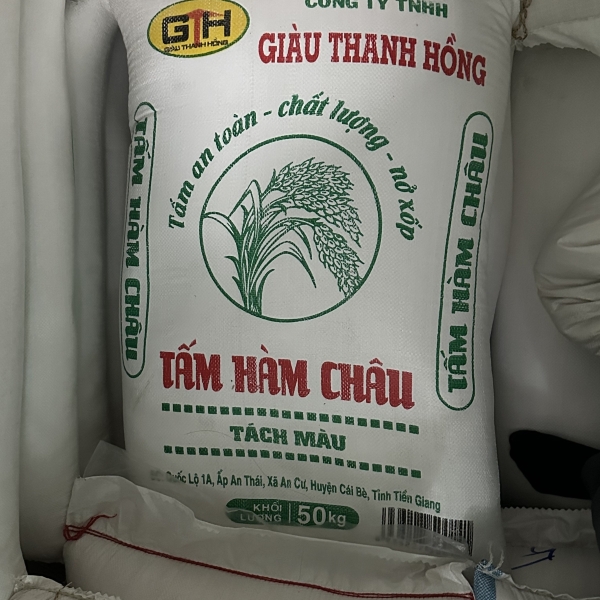 CÔNG TY TNHH
GTH
GIÀU THANH HỒNG
GIÀU THANH HỒNG
Tấm an toàn - chất lượng - nở xốp
TẤM HÀM CHÂU
TẤM HÀM CHÂU
TẤM HÀM CHÂU
TÁCH MÀU
Quốc Lộ 1A, Ấp An Thái, Xã An Cư, Huyện Cái Bè, Tỉnh Tiền Giang
KHỐI LƯỢNG
50kg